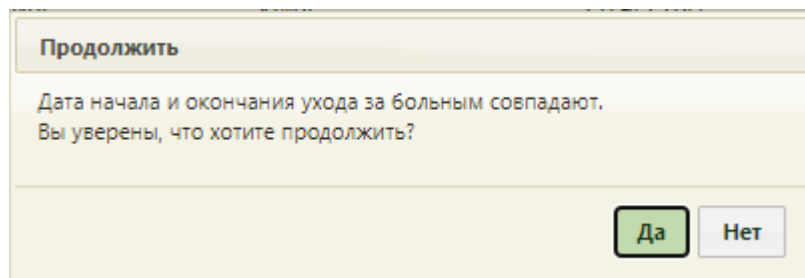 Продолжить
Дата начала и окончания ухода за больным совпадают.
Вы уверены, что хотите продолжить?
Да Нет